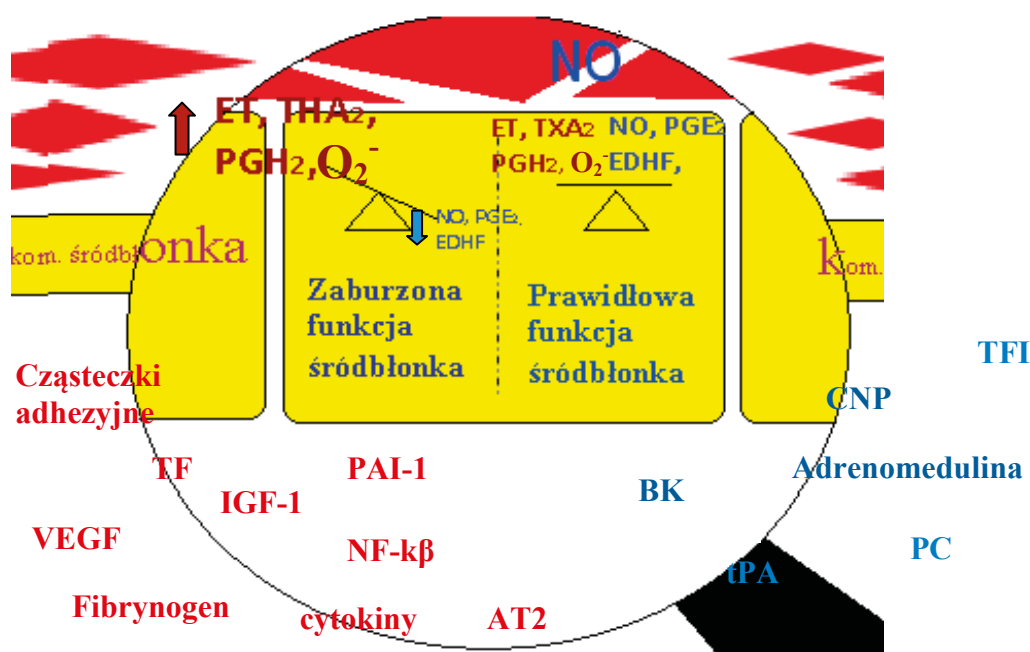 NO
ET, THA₂,
PGH₂, O₂⁻
ET, TXA₂ NO, PGE₂
PGH₂, O₂⁻ EDHF,
NO, PGE₂,
EDHF
kom. śródbłonka
kom.
Zaburzona
funkcja
śródbłonka
Prawidłowa
funkcja
śródbłonka
TFI
Cząsteczki
adhezyjne
CNP
TF
PAI-1
Adrenomedulina
IGF-1
BK
VEGF
NF-kβ
PC
tPA
Fibrynogen
cytokiny
AT2